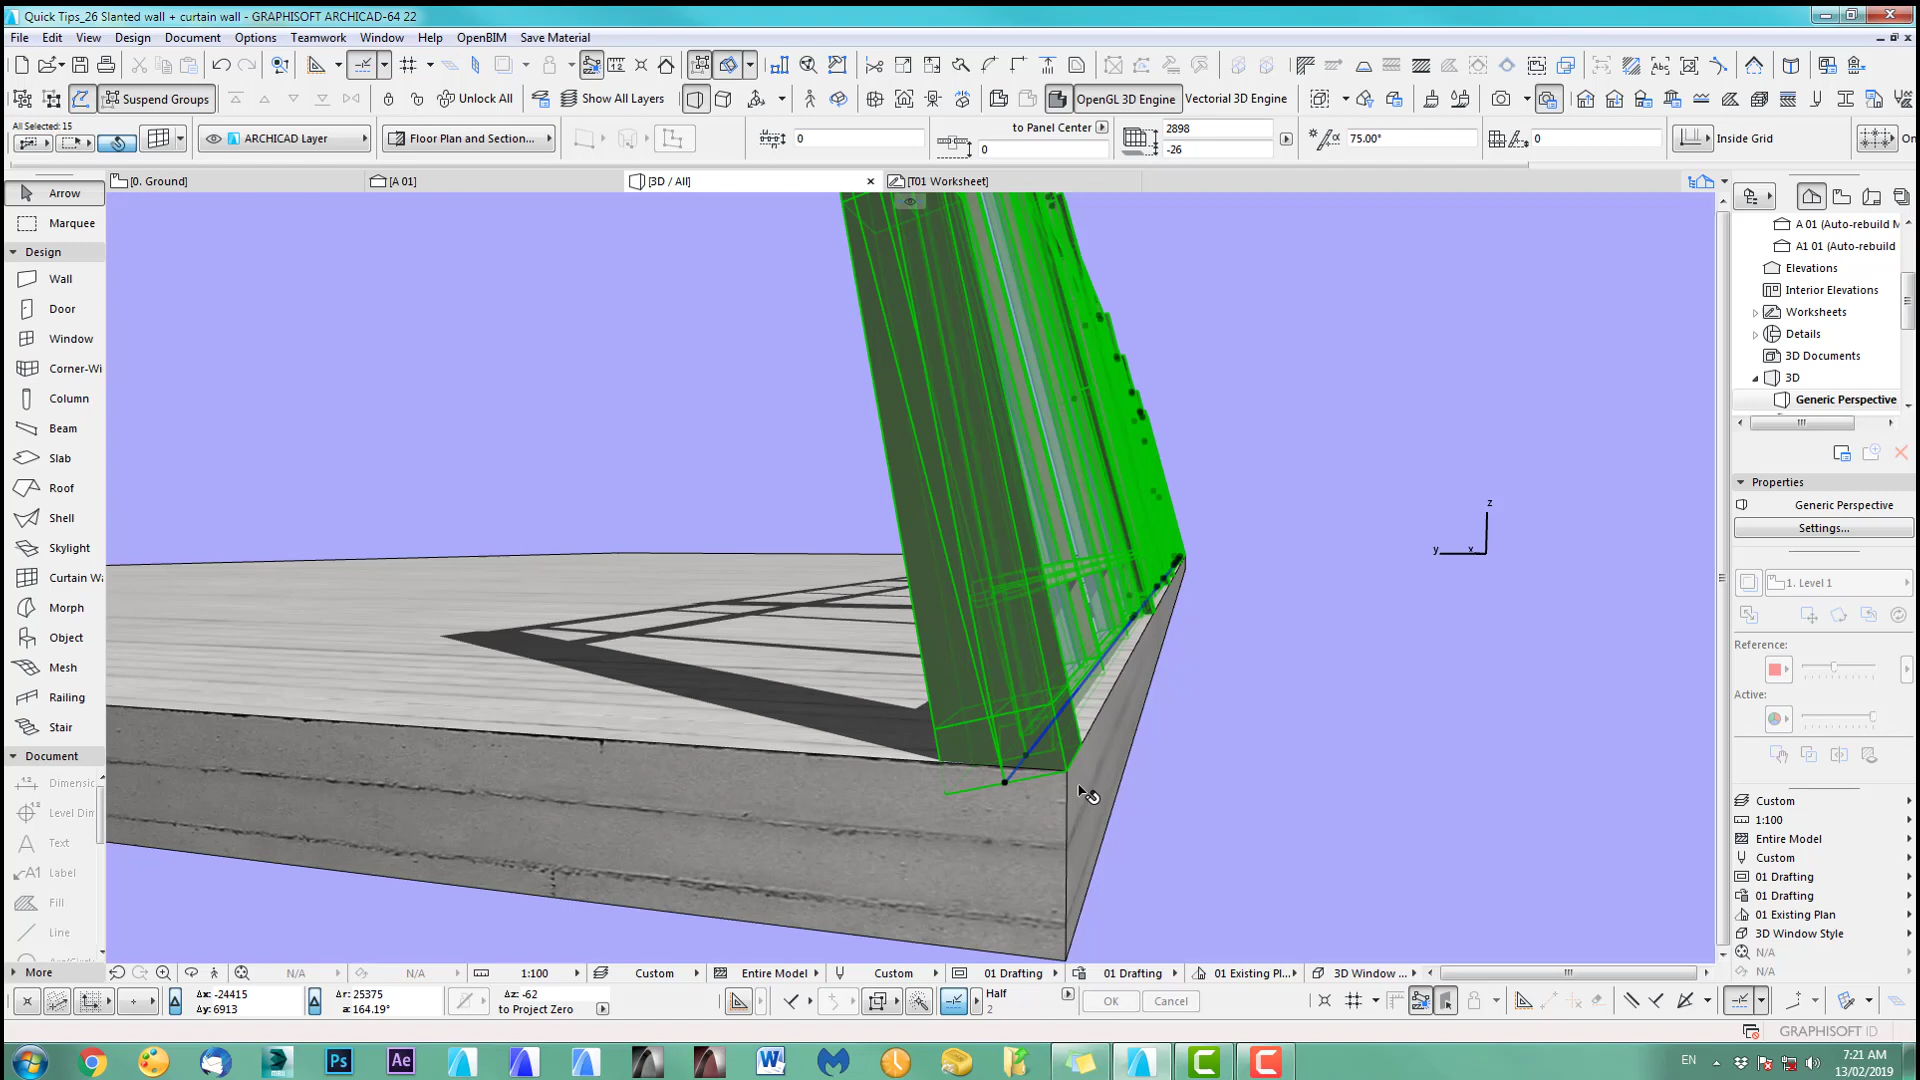 Quick Tips_26 Slanted wall + curtain wall - GRAPHISOFT ARCHICAD-64 22
File Edit View Design Document Options Teamwork Window Help OpenBIM Save Material
Suspend Groups Unlock All Show All Layers OpenGL 3D Engine Vectorial 3D Engine
All Selected: 15
ARCHICAD Layer Floor Plan and Section... 0 to Panel Center 0 2898 -26 75.00° 0 Inside Grid On
[0. Ground] [A 01] [3D / All] [T01 Worksheet]
Arrow
Marquee
Design
Wall
Door
Window
Corner-Wi
Column
Beam
Slab
Roof
Shell
Skylight
Curtain Wa
Morph
Object
Mesh
Railing
Stair
Document
Dimensic
Level Dim
Text
A1 Label
Fill
Line
More
z
y x
A 01 (Auto-rebuild M
A1 01 (Auto-rebuild
Elevations
Interior Elevations
Worksheets
Details
3D Documents
3D
Generic Perspective
Properties
Generic Perspective
Settings...
1. Level 1
Reference:
Active:
Custom
1:100
Entire Model
Custom
01 Drafting
01 Drafting
01 Existing Plan
3D Window Style
N/A
N/A
N/A N/A 1:100 Custom Entire Model Custom 01 Drafting 01 Drafting 01 Existing Pl... 3D Window ...
Δx: -24415 Δy: 6913 Δr: 25375 a: 164.19° Δz: -62 to Project Zero Half 2 OK Cancel
GRAPHISOFT ID
Ps Ae W C C EN 7:21 AM
13/02/2019